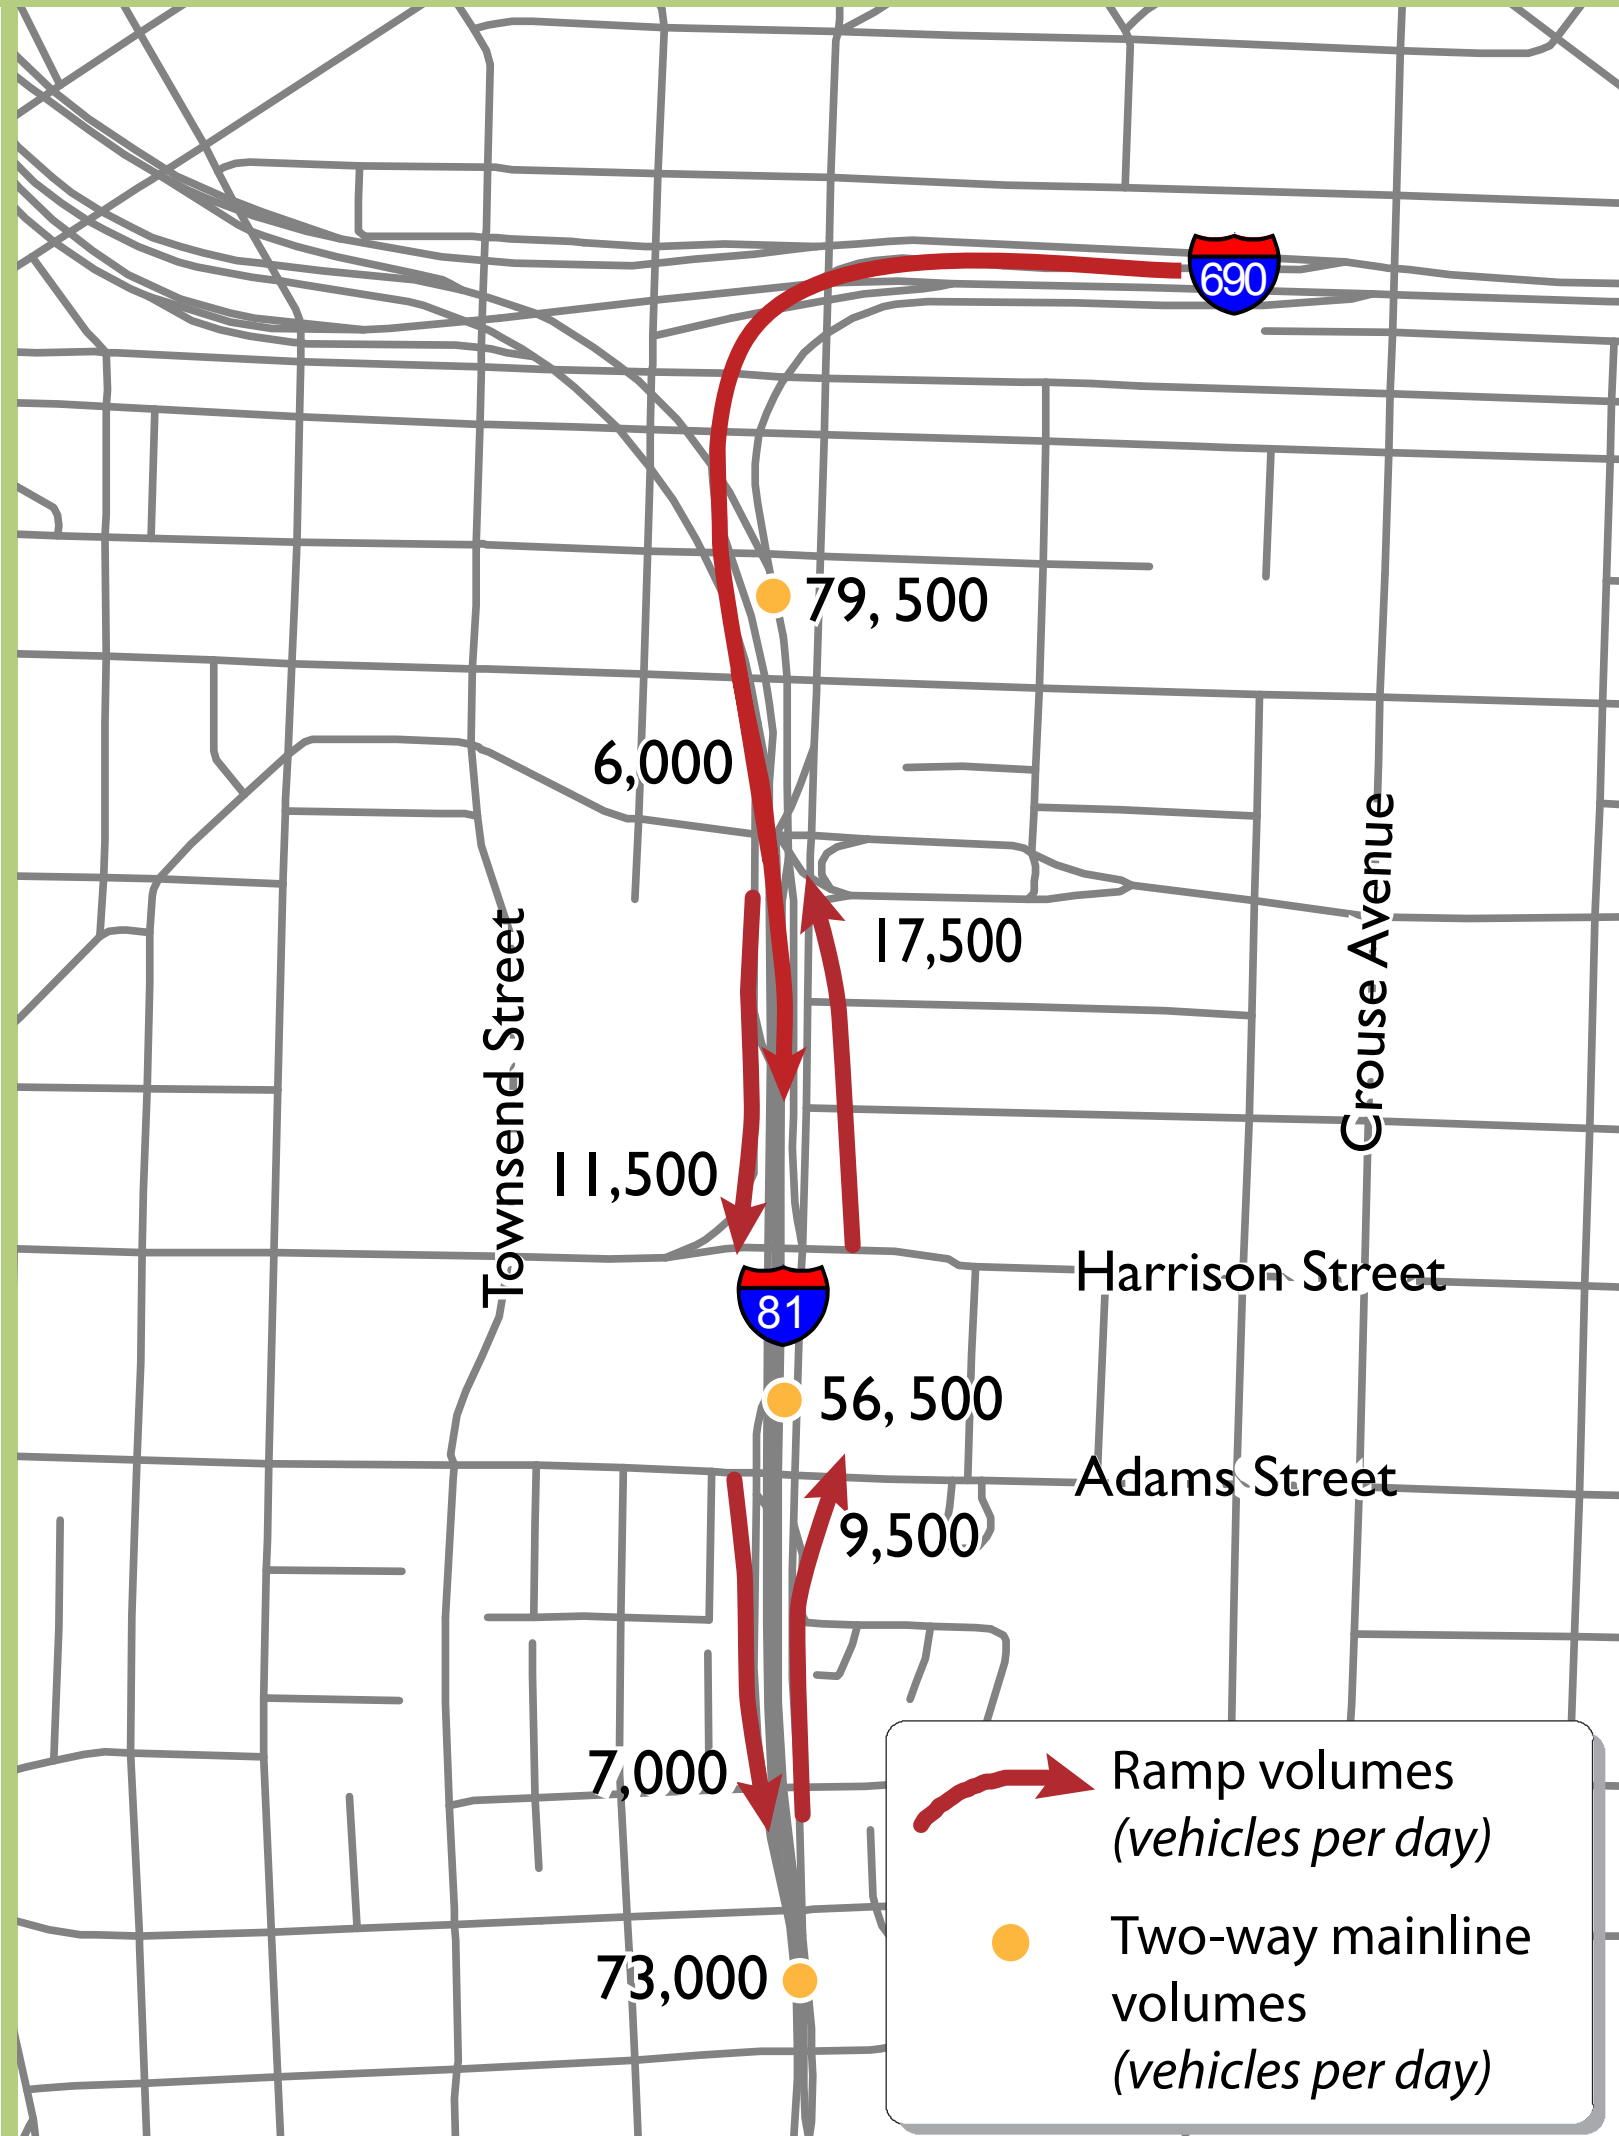 690
79, 500
6,000
17,500
Townsend Street
Crouse Avenue
11,500
Harrison Street
81
56, 500
Adams Street
9,500
7,000
73,000
Ramp volumes
(vehicles per day)
Two-way mainline
volumes
(vehicles per day)